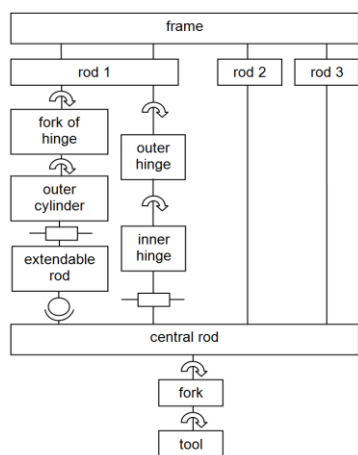 frame
rod 1
rod 2
rod 3
fork of
hinge
outer
hinge
outer
cylinder
inner
hinge
extendable
rod
central rod
fork
tool